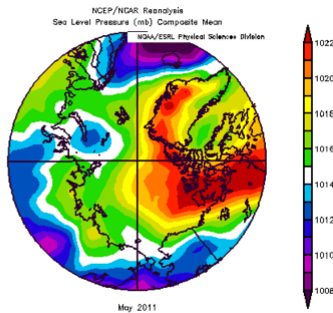 NCEP/NCAR Reanalysis
Sea Level Pressure (mb) Composite Mean
NOAA/ESRL Physical Sciences Division
1022
1020
1018
1016
1014
1012
1010
1008
May 2011